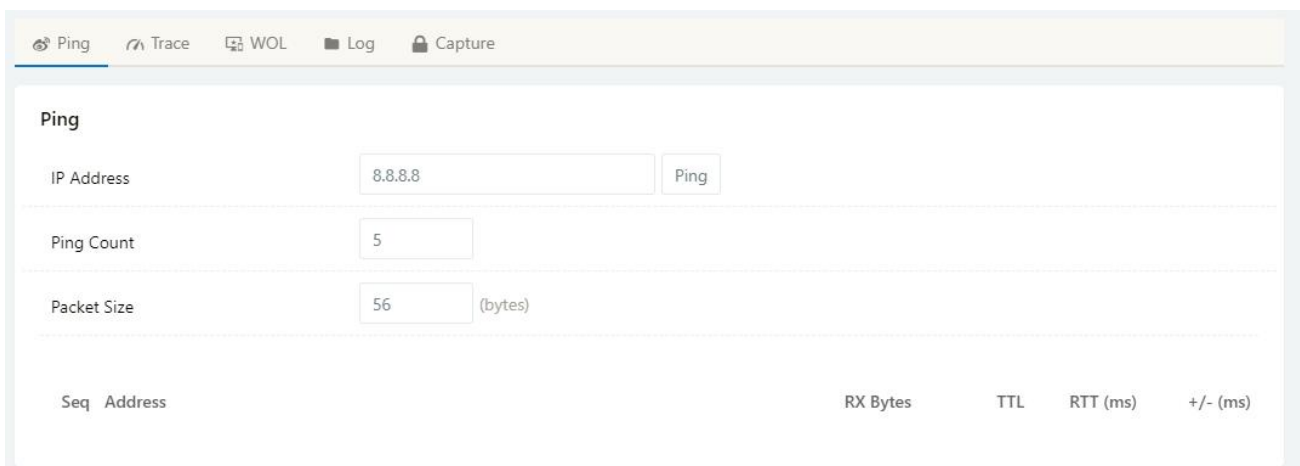 Ping Trace WOL Log Capture
Ping
IP Address 8.8.8.8 Ping
Ping Count 5
Packet Size 56 (bytes)
Seq Address RX Bytes TTL RTT (ms) +/- (ms)